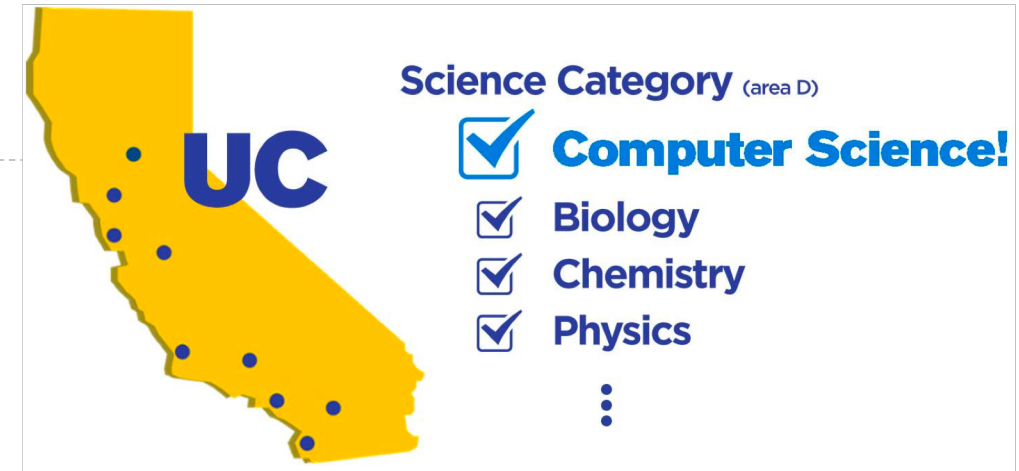 UC
Science Category (area D)
Computer Science!
Biology
Chemistry
Physics